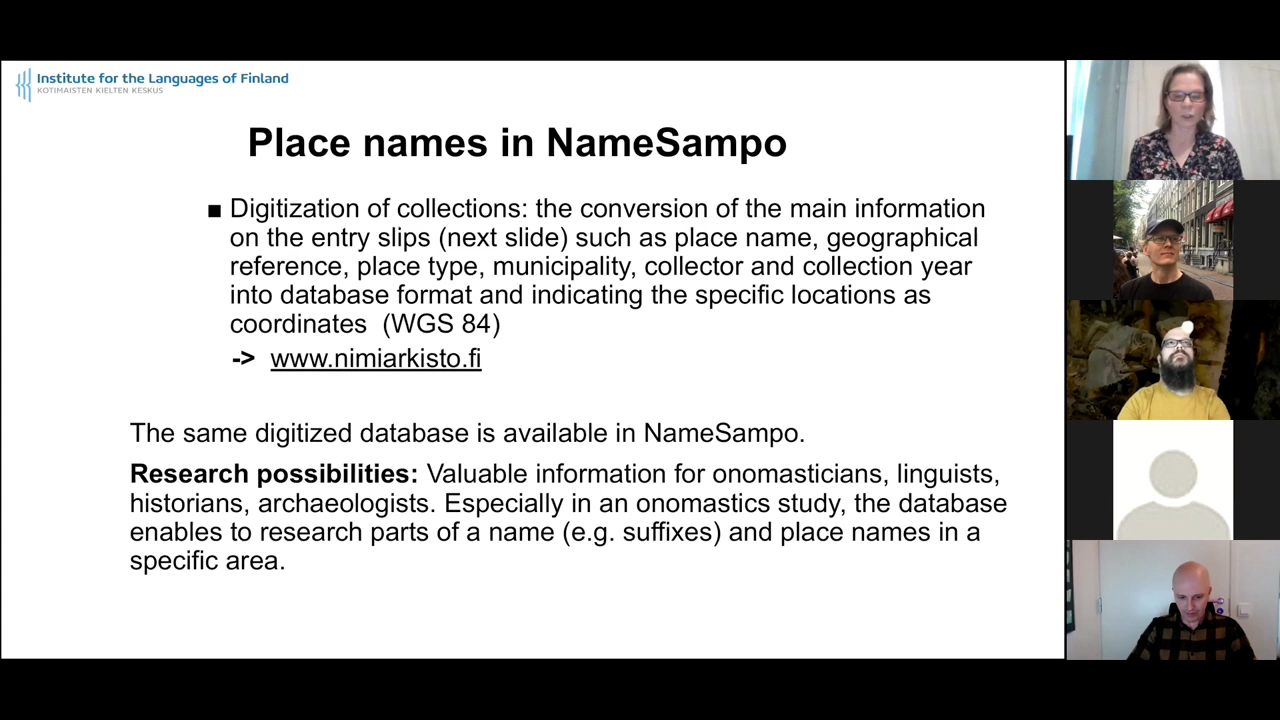 Institute for the Languages of Finland
KOTIMAISTEN KIELTEN KESKUS
Place names in NameSampo
■ Digitization of collections: the conversion of the main information
on the entry slips (next slide) such as place name, geographical
reference, place type, municipality, collector and collection year
into database format and indicating the specific locations as
coordinates (WGS 84)
-> www.nimiarkisto.fi
The same digitized database is available in NameSampo.
Research possibilities: Valuable information for onomasticians, linguists,
historians, archaeologists. Especially in an onomastics study, the database
enables to research parts of a name (e.g. suffixes) and place names in a
specific area.